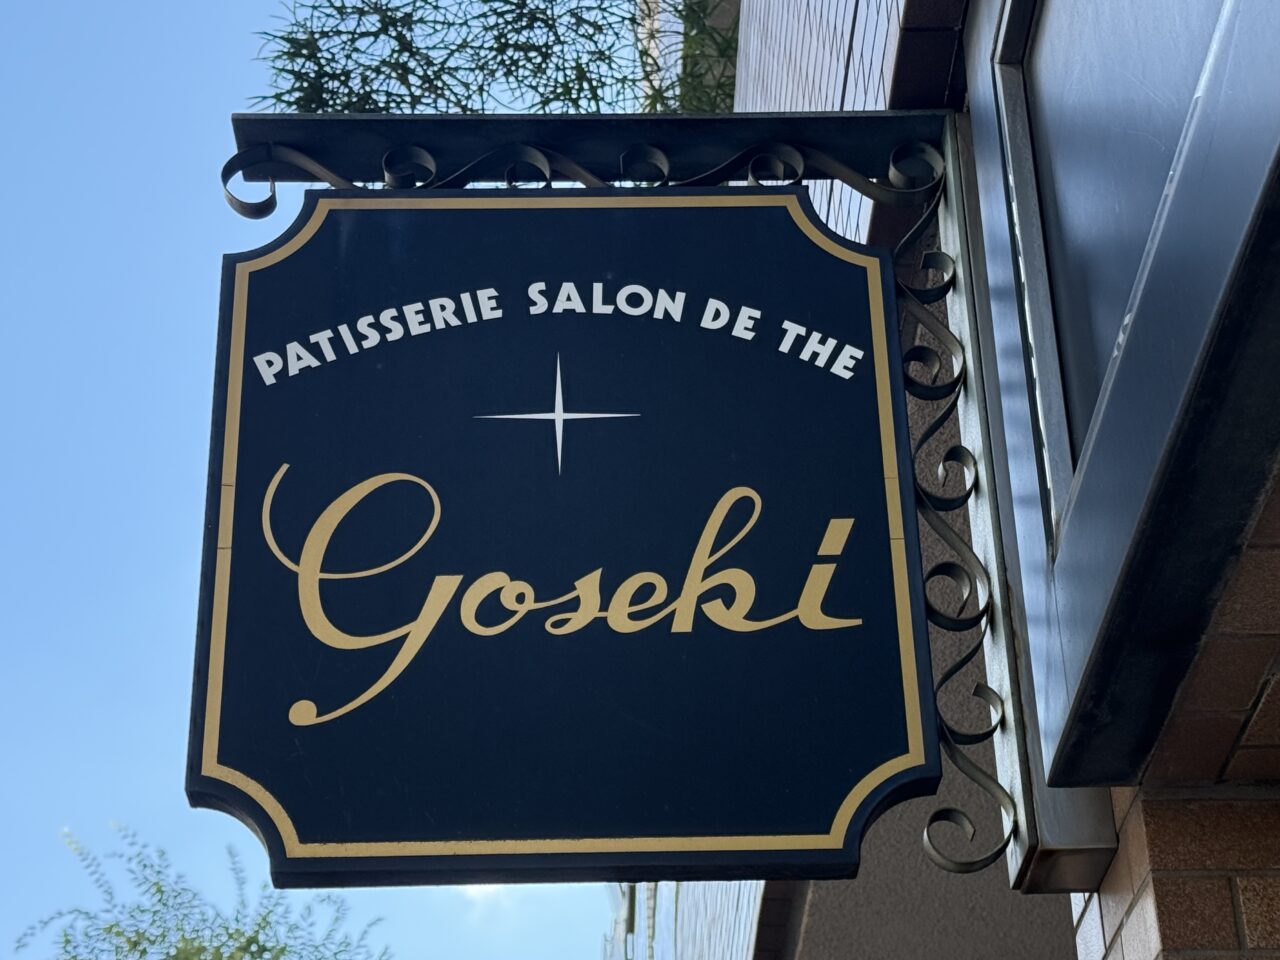 PATISSERIE SALON DE THE
Goseki